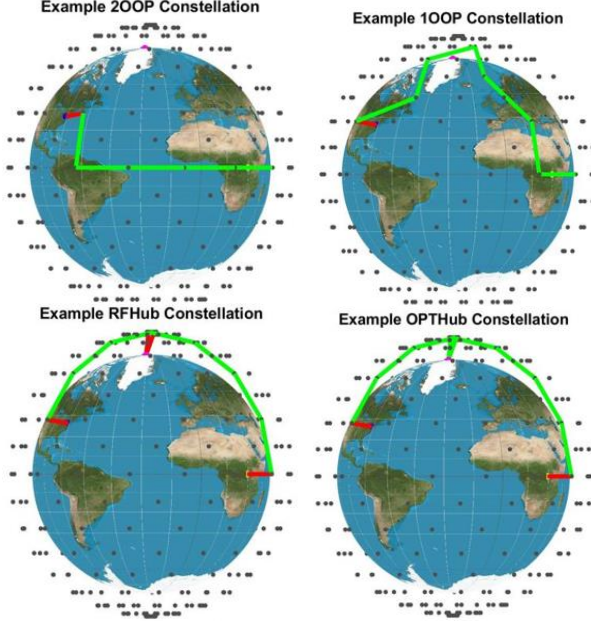 Example 2OOP Constellation
Example 1OOP Constellation
Example RFHub Constellation
Example OPTHub Constellation